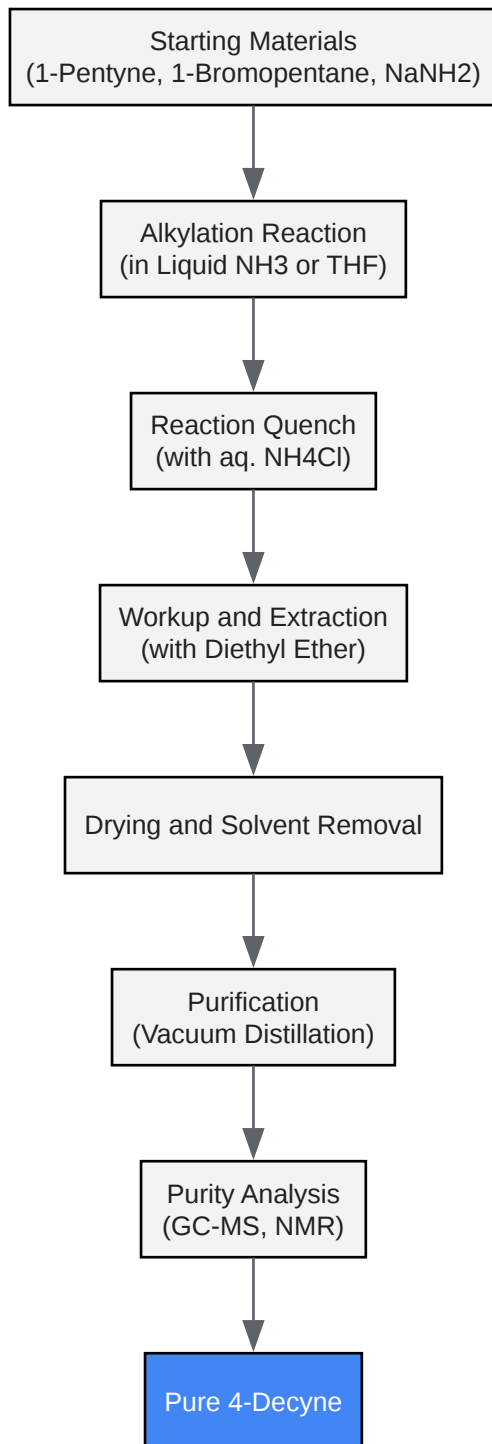 Starting Materials
(1-Pentyne, 1-Bromopentane, NaNH2)
Alkylation Reaction
(in Liquid NH3 or THF)
Reaction Quench
(with aq. NH4Cl)
Workup and Extraction
(with Diethyl Ether)
Drying and Solvent Removal
Purification
(Vacuum Distillation)
Purity Analysis
(GC-MS, NMR)
Pure 4-Decyne